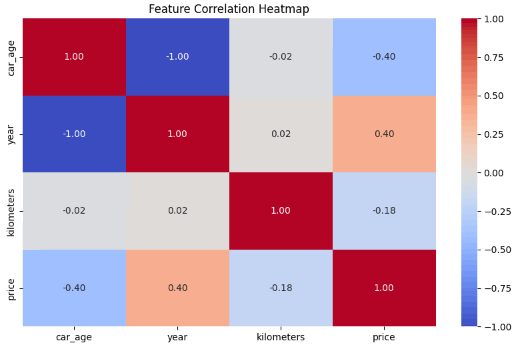 Feature Correlation Heatmap
car_age 1.00 -1.00 -0.02 -0.40
year -1.00 1.00 0.02 0.40
kilometers -0.02 0.02 1.00 -0.18
price -0.40 0.40 -0.18 1.00
car_age year kilometers price
1.00
0.75
0.50
0.25
0.00
−0.25
−0.50
−0.75
−1.00